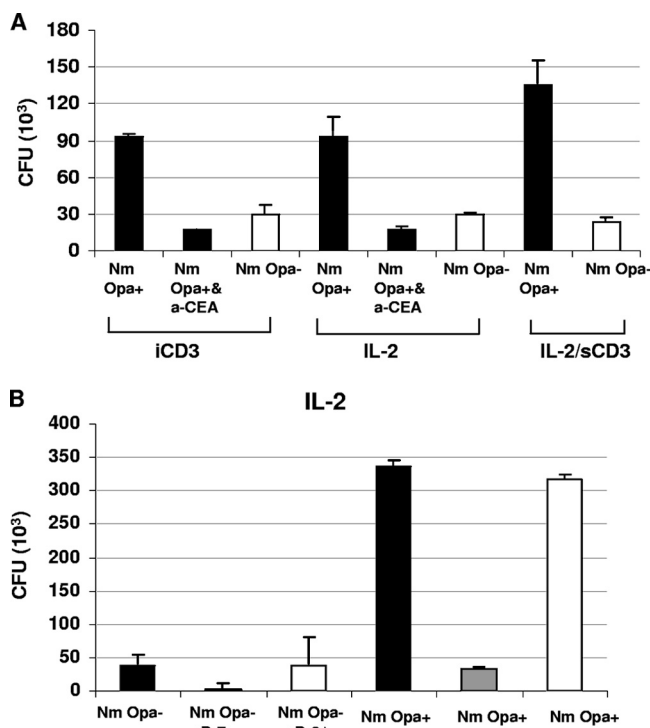 A
180
150
120
90
60
30
0
CFU (10³)
Nm Opa+
Nm Opa+& a-CEA
Nm Opa-
Nm Opa+
Nm Opa+& a-CEA
Nm Opa-
Nm Opa+
Nm Opa-
iCD3
IL-2
IL-2/sCD3
B
IL-2
400
350
300
250
200
150
100
50
0
CFU (10³)
Nm Opa-
Nm Opa-
Nm Opa-
Nm Opa+
Nm Opa+
Nm Opa+